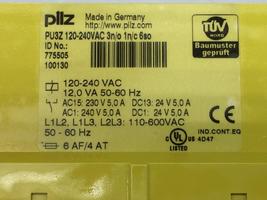 pilz
Made in Germany
http://www.pilz.com
PU3Z 120-240VAC 3n/o 1n/c 6so
ID No.:
775505
100130
TÜV
NORD
Baumuster
geprüft
120-240 VAC
12,0 VA 50-60 Hz
AC15: 230 V 5,0 A DC13: 24 V 5,0 A
AC1: 240 V 5,0 A DC1: 24 V 5,0 A
L1L2, L1L3, L2L3: 110-600VAC
50 - 60 Hz
6 AF/4 AT
C UL US
LISTED
IND.CONT.EQ
4D47